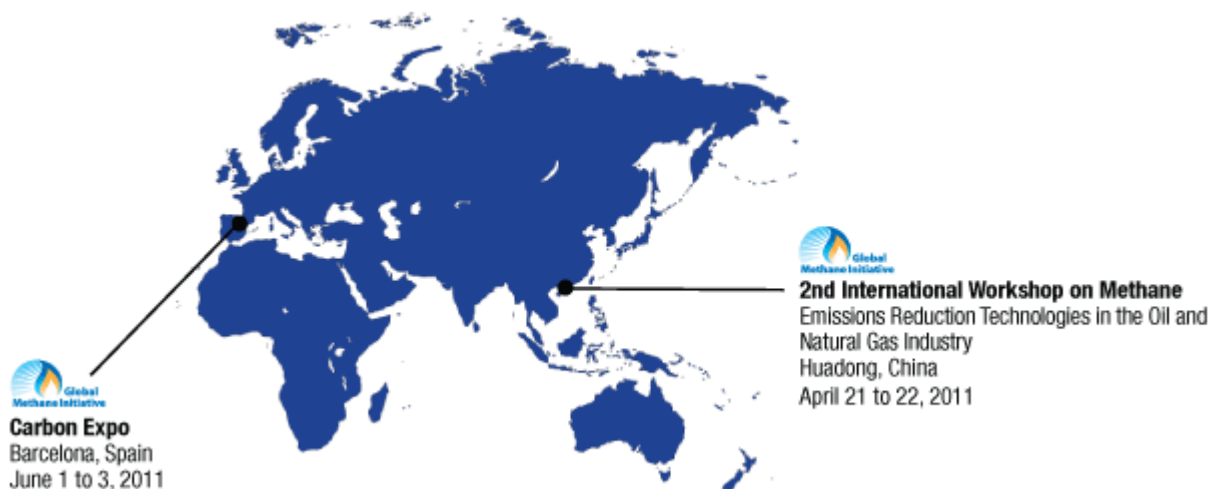 Global
Methane Initiative
2nd International Workshop on Methane
Emissions Reduction Technologies in the Oil and
Natural Gas Industry
Huadong, China
April 21 to 22, 2011
Global
Methane Initiative
Carbon Expo
Barcelona, Spain
June 1 to 3, 2011